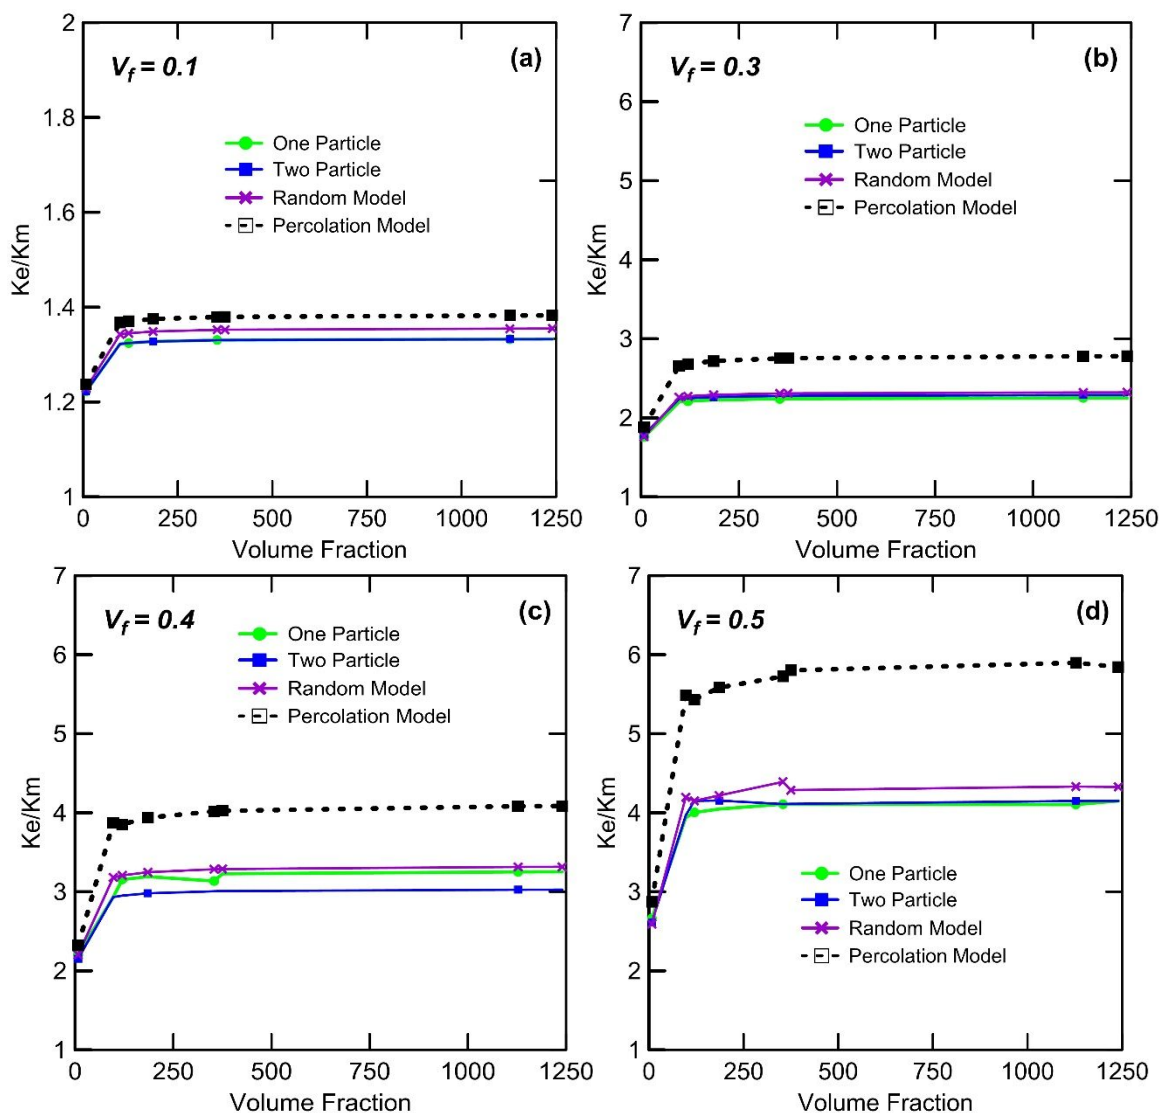 2
1.8
1.6
1.4
1.2
1
Ke/Km
V_f = 0.1
(a)
One Particle
Two Particle
Random Model
Percolation Model
0 250 500 750 1000 1250
Volume Fraction
7
6
5
4
3
2
1
Ke/Km
V_f = 0.3
(b)
One Particle
Two Particle
Random Model
Percolation Model
0 250 500 750 1000 1250
Volume Fraction
7
6
5
4
3
2
1
Ke/Km
V_f = 0.4
(c)
One Particle
Two Particle
Random Model
Percolation Model
0 250 500 750 1000 1250
Volume Fraction
7
6
5
4
3
2
1
Ke/Km
V_f = 0.5
(d)
One Particle
Two Particle
Random Model
Percolation Model
0 250 500 750 1000 1250
Volume Fraction